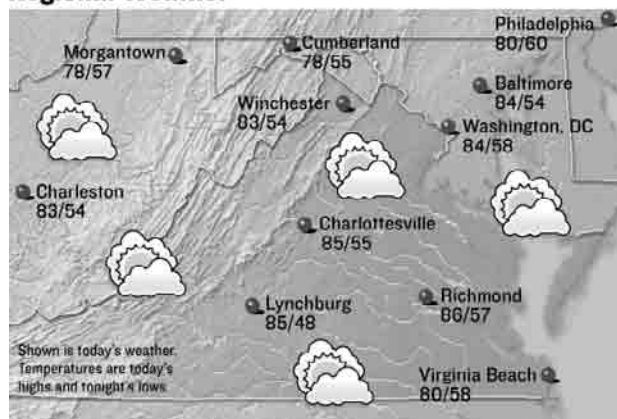 Philadelphia
80/60
Morgantown
78/57
Cumberland
78/55
Baltimore
84/54
Winchester
83/54
Washington, DC
84/58
Charleston
83/54
Charlottesville
85/55
Lynchburg
85/48
Richmond
86/57
Shown is today's weather.
Temperatures are today's
highs and tonight's lows.
Virginia Beach
80/58